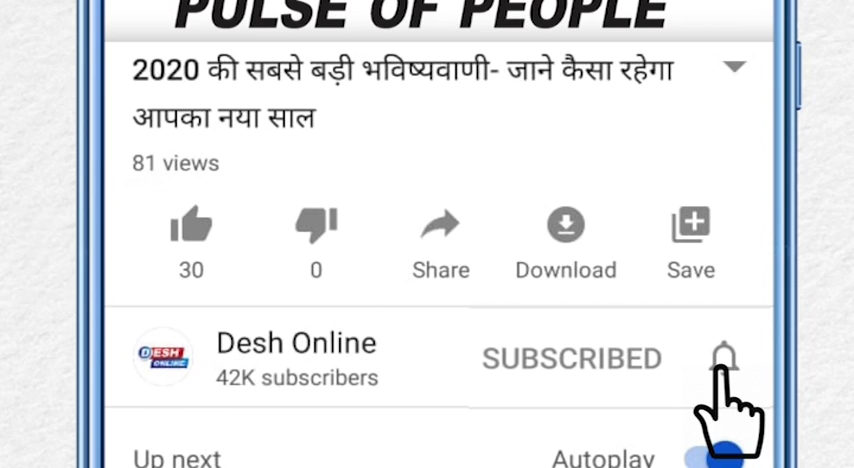 PULSE OF PEOPLE
2020 की सबसे बड़ी भविष्यवाणी- जाने कैसा रहेगा
आपका नया साल
81 views
30
0
Share
Download
Save
DESH
ONLINE
Desh Online
42K subscribers
SUBSCRIBED
Up next
Autoplay